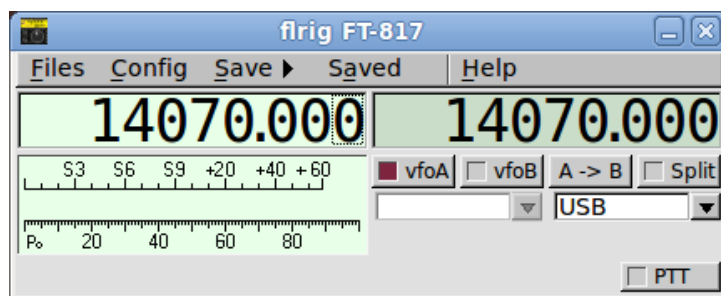 flrig FT-817
Files Config Save Saved Help
14070.000 14070.000
S3 S6 S9 +20 +40 +60
vfoA vfoB A -> B Split
USB
Po 20 40 60 80
PTT